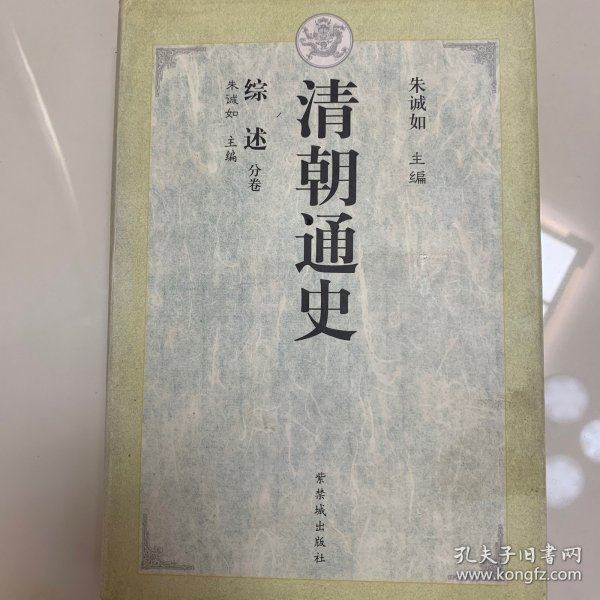 朱诚如 主编
清朝通史
综述 分卷
朱诚如 主编
紫禁城出版社
孔夫子旧书网
www.kongfz.com